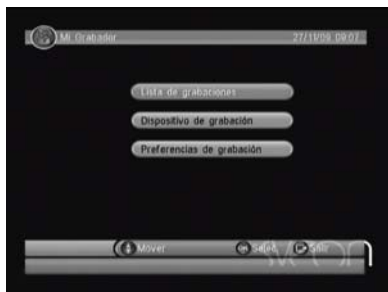 Mi Grabador 27/11/09 09:07
Lista de grabaciones
Dispositivo de grabación
Preferencias de grabación
Mover OK Selec. Salir